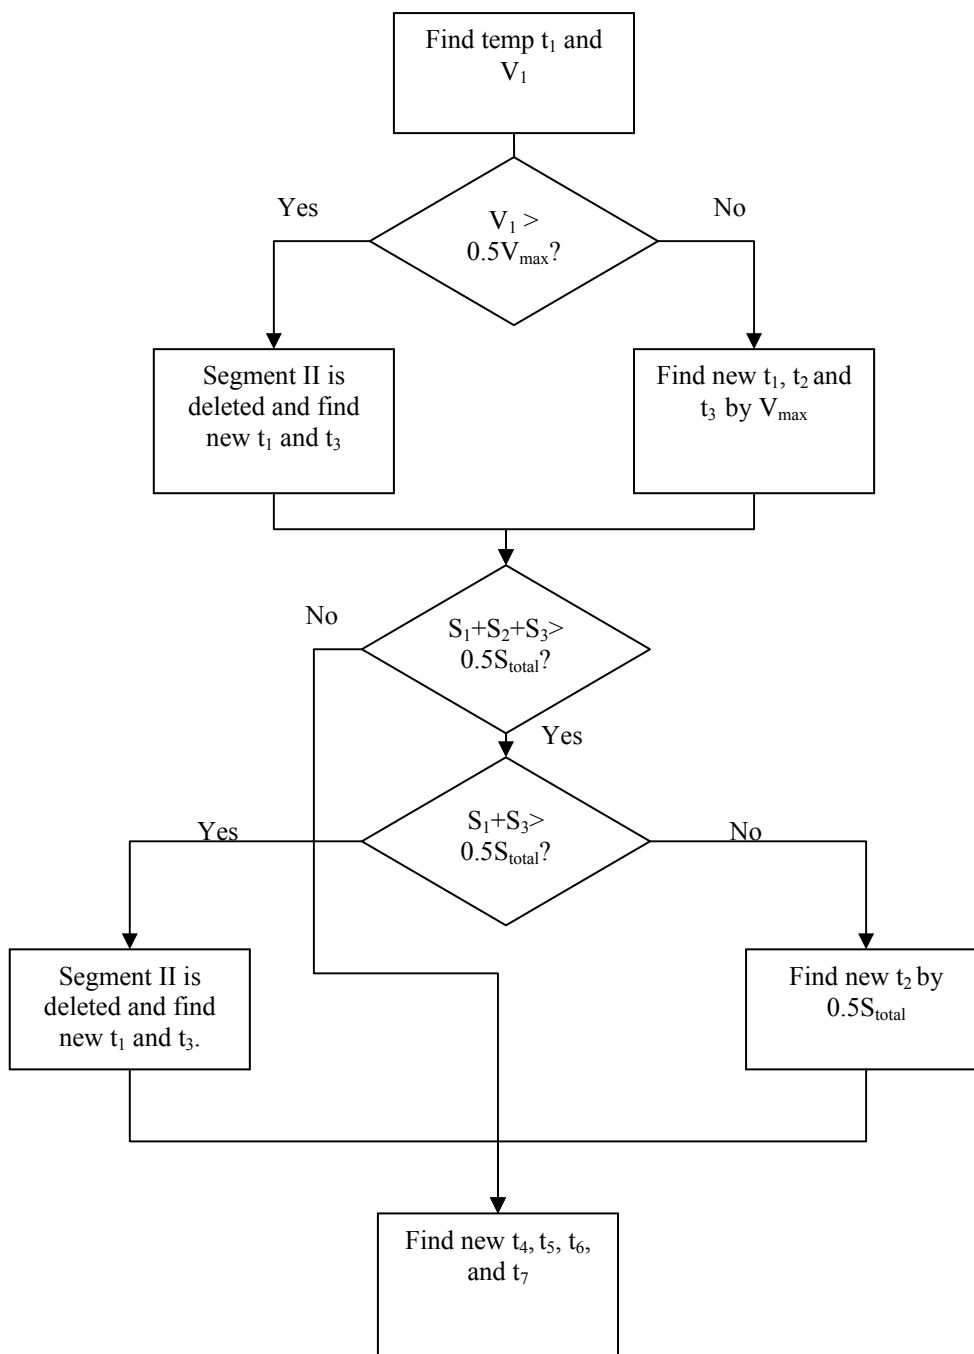 Find temp t₁ and
V₁
Yes
No
V₁ >
0.5Vₘₐₓ?
Segment II is
deleted and find
new t₁ and t₃
Find new t₁, t₂ and
t₃ by Vₘₐₓ
No
S₁+S₂+S₃>
0.5Sₜₒₜₐₗ?
Yes
Yes
S₁+S₃>
0.5Sₜₒₜₐₗ?
No
Segment II is
deleted and find
new t₁ and t₃.
Find new t₂ by
0.5Sₜₒₜₐₗ
Find new t₄, t₅, t₆,
and t₇